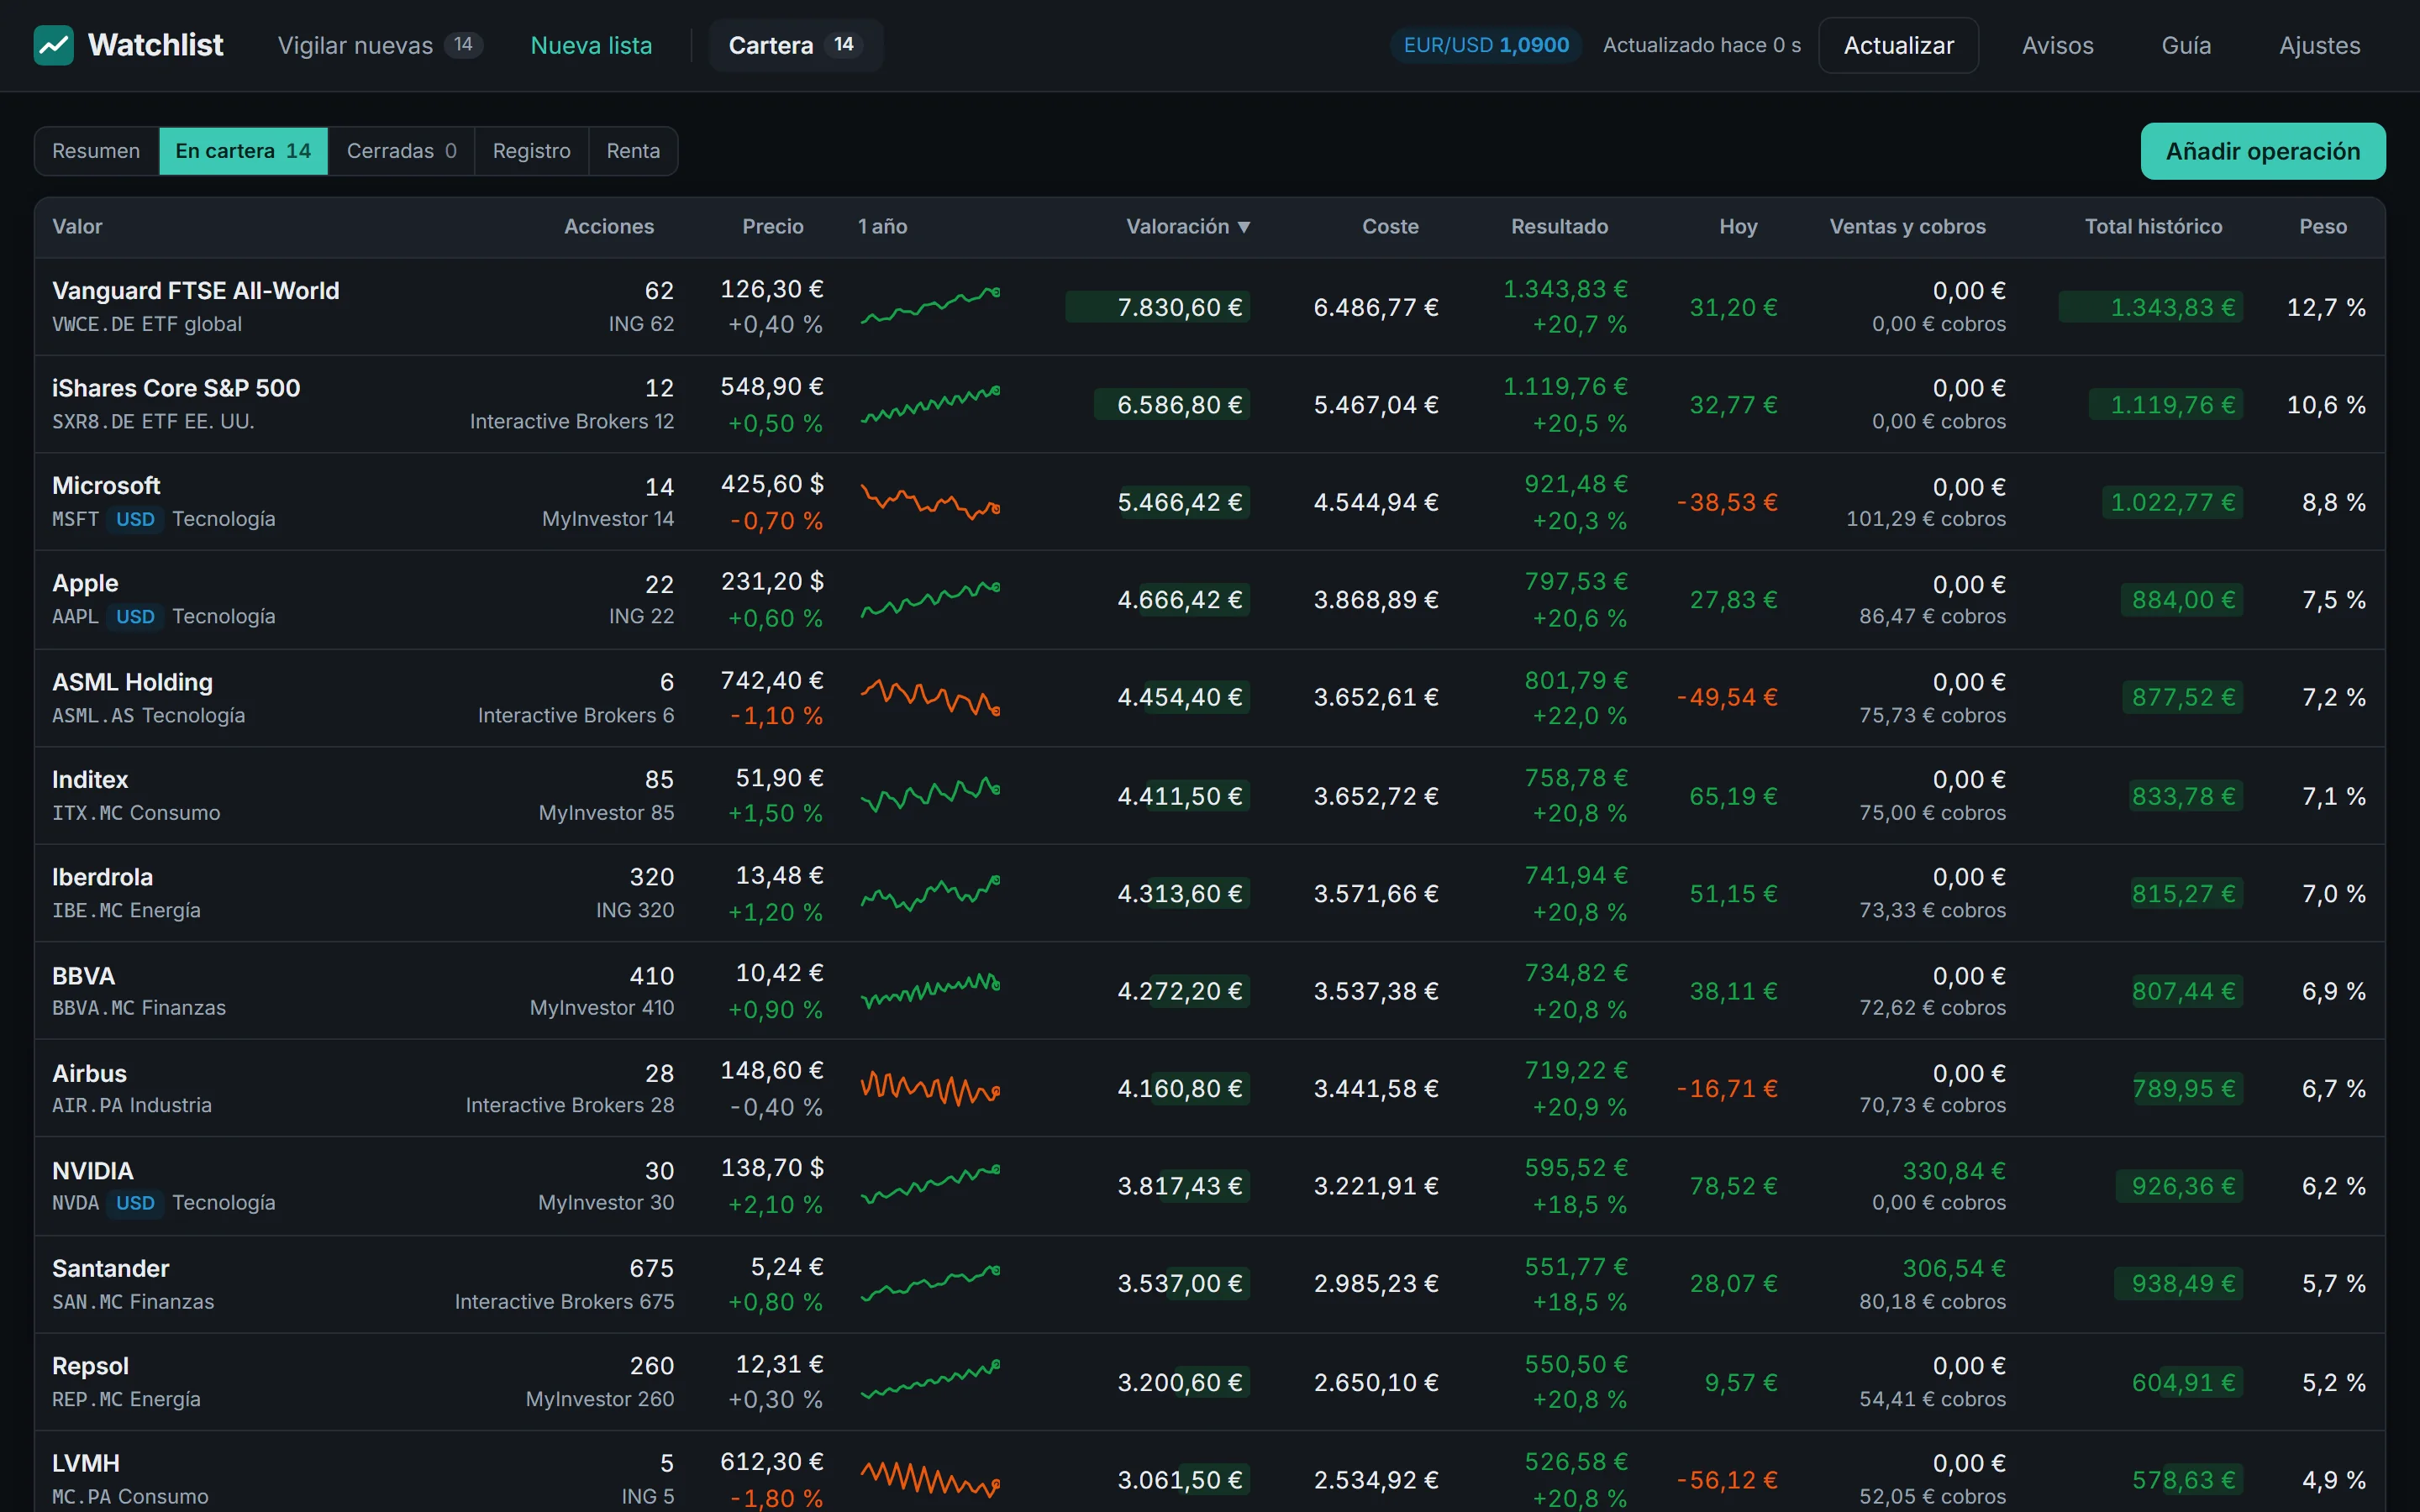 Watchlist Vigilar nuevas 14 Nueva lista Cartera 14 EUR/USD 1,0900 Actualizado hace 0 s Actualizar Avisos Guía Ajustes
Resumen En cartera 14 Cerradas 0 Registro Renta Añadir operación
Valor Acciones Precio 1 año Valoración ▼ Coste Resultado Hoy Ventas y cobros Total histórico Peso
Vanguard FTSE All-World 62 126,30 € 7.830,60 € 6.486,77 € 1.343,83 € 31,20 € 0,00 € 1.343,83 € 12,7 %
VWCE.DE ETF global ING 62 +0,40 % +20,7 % 0,00 € cobros
iShares Core S&P 500 12 548,90 € 6.586,80 € 5.467,04 € 1.119,76 € 32,77 € 0,00 € 1.119,76 € 10,6 %
SXR8.DE ETF EE. UU. Interactive Brokers 12 +0,50 % +20,5 % 0,00 € cobros
Microsoft 14 425,60 $ 5.466,42 € 4.544,94 € 921,48 € -38,53 € 0,00 € 1.022,77 € 8,8 %
MSFT USD Tecnología MyInvestor 14 -0,70 % +20,3 % 101,29 € cobros
Apple 22 231,20 $ 4.666,42 € 3.868,89 € 797,53 € 27,83 € 0,00 € 884,00 € 7,5 %
AAPL USD Tecnología ING 22 +0,60 % +20,6 % 86,47 € cobros
ASML Holding 6 742,40 € 4.454,40 € 3.652,61 € 801,79 € -49,54 € 0,00 € 877,52 € 7,2 %
ASML.AS Tecnología Interactive Brokers 6 -1,10 % +22,0 % 75,73 € cobros
Inditex 85 51,90 € 4.411,50 € 3.652,72 € 758,78 € 65,19 € 0,00 € 833,78 € 7,1 %
ITX.MC Consumo MyInvestor 85 +1,50 % +20,8 % 75,00 € cobros
Iberdrola 320 13,48 € 4.313,60 € 3.571,66 € 741,94 € 51,15 € 0,00 € 815,27 € 7,0 %
IBE.MC Energía ING 320 +1,20 % +20,8 % 73,33 € cobros
BBVA 410 10,42 € 4.272,20 € 3.537,38 € 734,82 € 38,11 € 0,00 € 807,44 € 6,9 %
BBVA.MC Finanzas MyInvestor 410 +0,90 % +20,8 % 72,62 € cobros
Airbus 28 148,60 € 4.160,80 € 3.441,58 € 719,22 € -16,71 € 0,00 € 789,95 € 6,7 %
AIR.PA Industria Interactive Brokers 28 -0,40 % +20,9 % 70,73 € cobros
NVIDIA 30 138,70 $ 3.817,43 € 3.221,91 € 595,52 € 78,52 € 330,84 € 926,36 € 6,2 %
NVDA USD Tecnología MyInvestor 30 +2,10 % +18,5 % 0,00 € cobros
Santander 675 5,24 € 3.537,00 € 2.985,23 € 551,77 € 28,07 € 306,54 € 938,49 € 5,7 %
SAN.MC Finanzas Interactive Brokers 675 +0,80 % +18,5 % 80,18 € cobros
Repsol 260 12,31 € 3.200,60 € 2.650,10 € 550,50 € 9,57 € 0,00 € 604,91 € 5,2 %
REP.MC Energía MyInvestor 260 +0,30 % +20,8 % 54,41 € cobros
LVMH 5 612,30 € 3.061,50 € 2.534,92 € 526,58 € -56,12 € 0,00 € 578,63 € 4,9 %
MC.PA Consumo ING 5 -1,80 % +20,8 % 52,05 € cobros